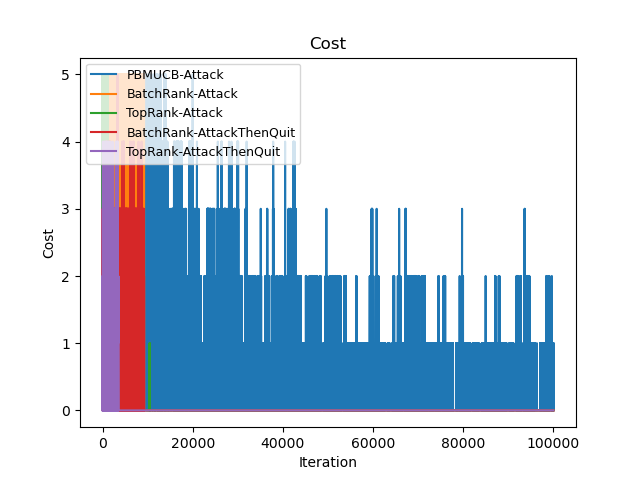 Cost
5
4
3
2
1
0
Cost
PBMUCB-Attack
BatchRank-Attack
TopRank-Attack
BatchRank-AttackThenQuit
TopRank-AttackThenQuit
0
20000
40000
60000
80000
100000
Iteration